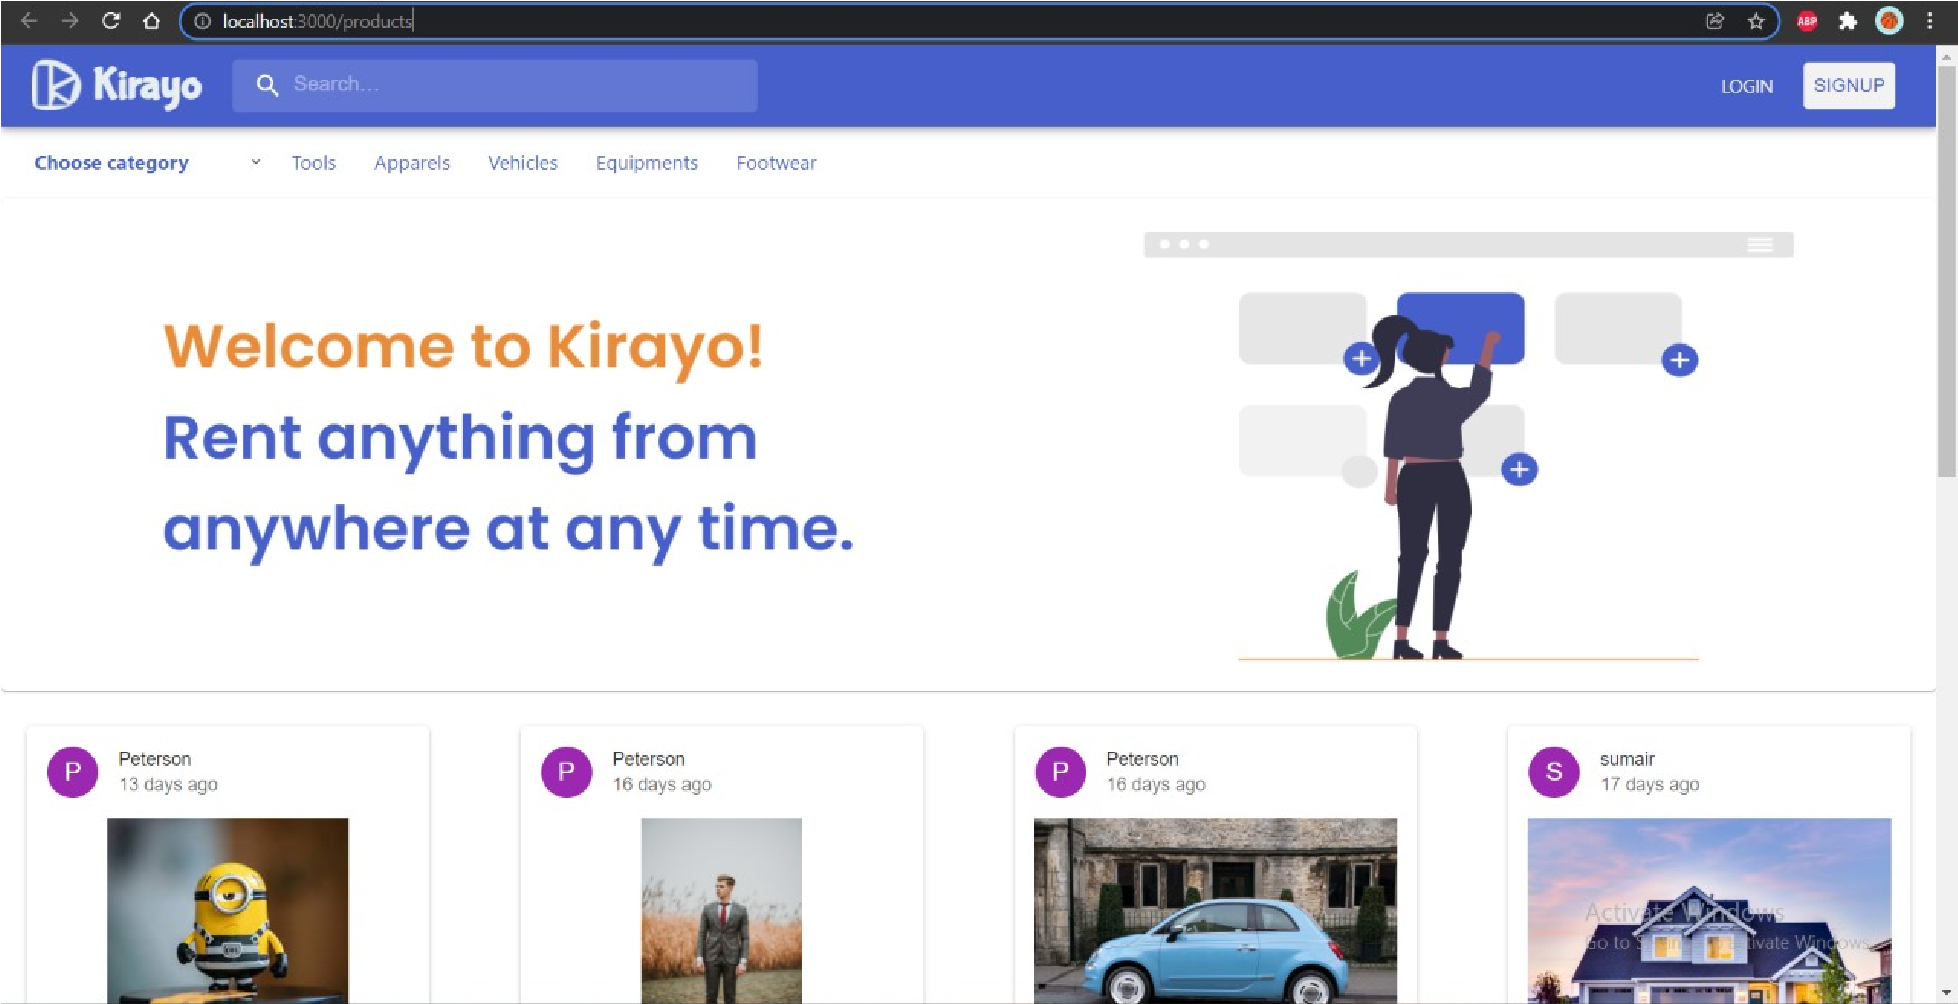 localhost:3000/products
ABP
Kirayo
Search...
LOGIN
SIGNUP
Choose category
Tools
Apparels
Vehicles
Equipments
Footwear
Welcome to Kirayo!
Rent anything from
anywhere at any time.
P
Peterson
13 days ago
P
Peterson
16 days ago
P
Peterson
16 days ago
S
sumair
17 days ago
Activate Windows
Go to S to activate Windows.